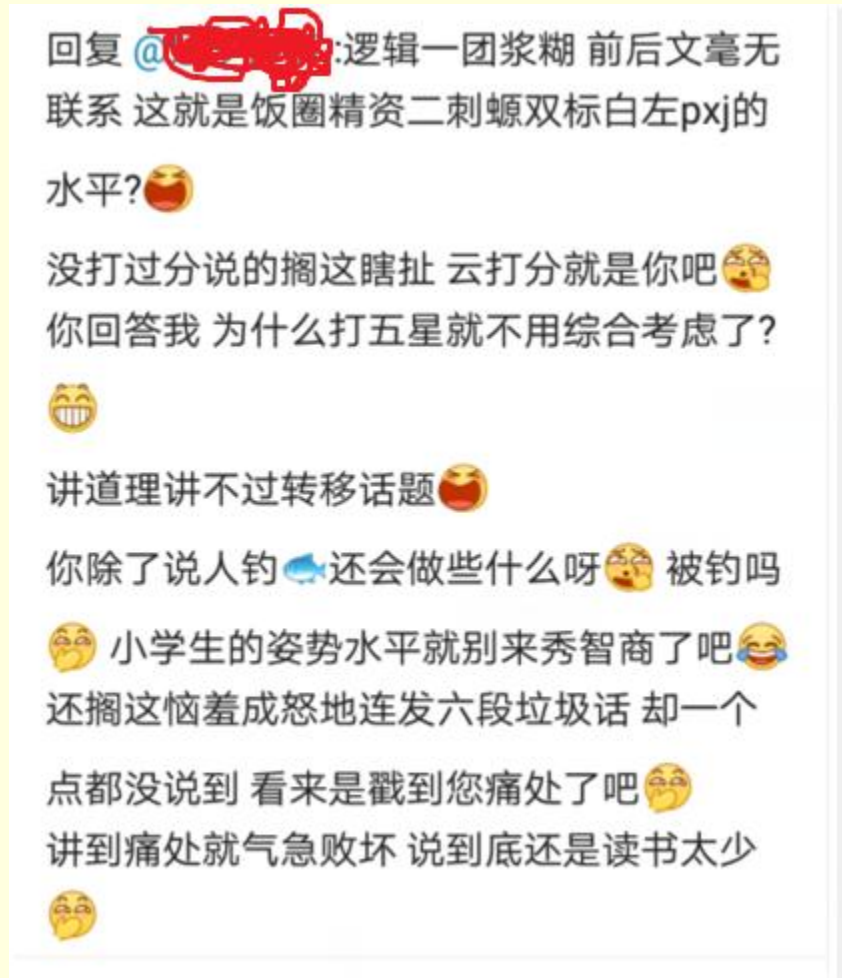 回复 @:逻辑一团浆糊 前后文毫无
联系 这就是饭圈精资二刺螈双标白左pxj的
水平?😆
没打过分说的搁这瞎扯 云打分就是你吧
你回答我 为什么打五星就不用综合考虑了?
😁
讲道理讲不过转移话题😆
你除了说人钓🐟还会做些什么呀 被钓吗
🤭 小学生的姿势水平就别来秀智商了吧😂
还搁这恼羞成怒地连发六段垃圾话 却一个
点都没说到 看来是戳到您痛处了吧🤭
讲到痛处就气急败坏 说到底还是读书太少
🤭